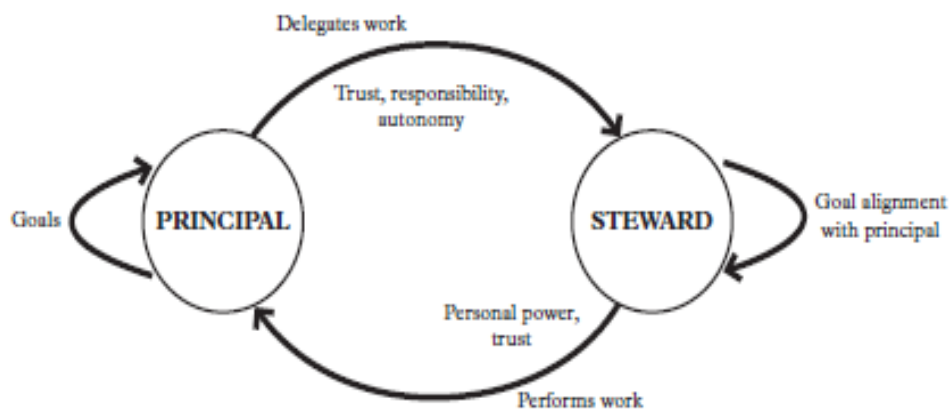 Delegates work
Trust, responsibility,
autonomy
Goals
PRINCIPAL
STEWARD
Goal alignment
with principal
Personal power,
trust
Performs work